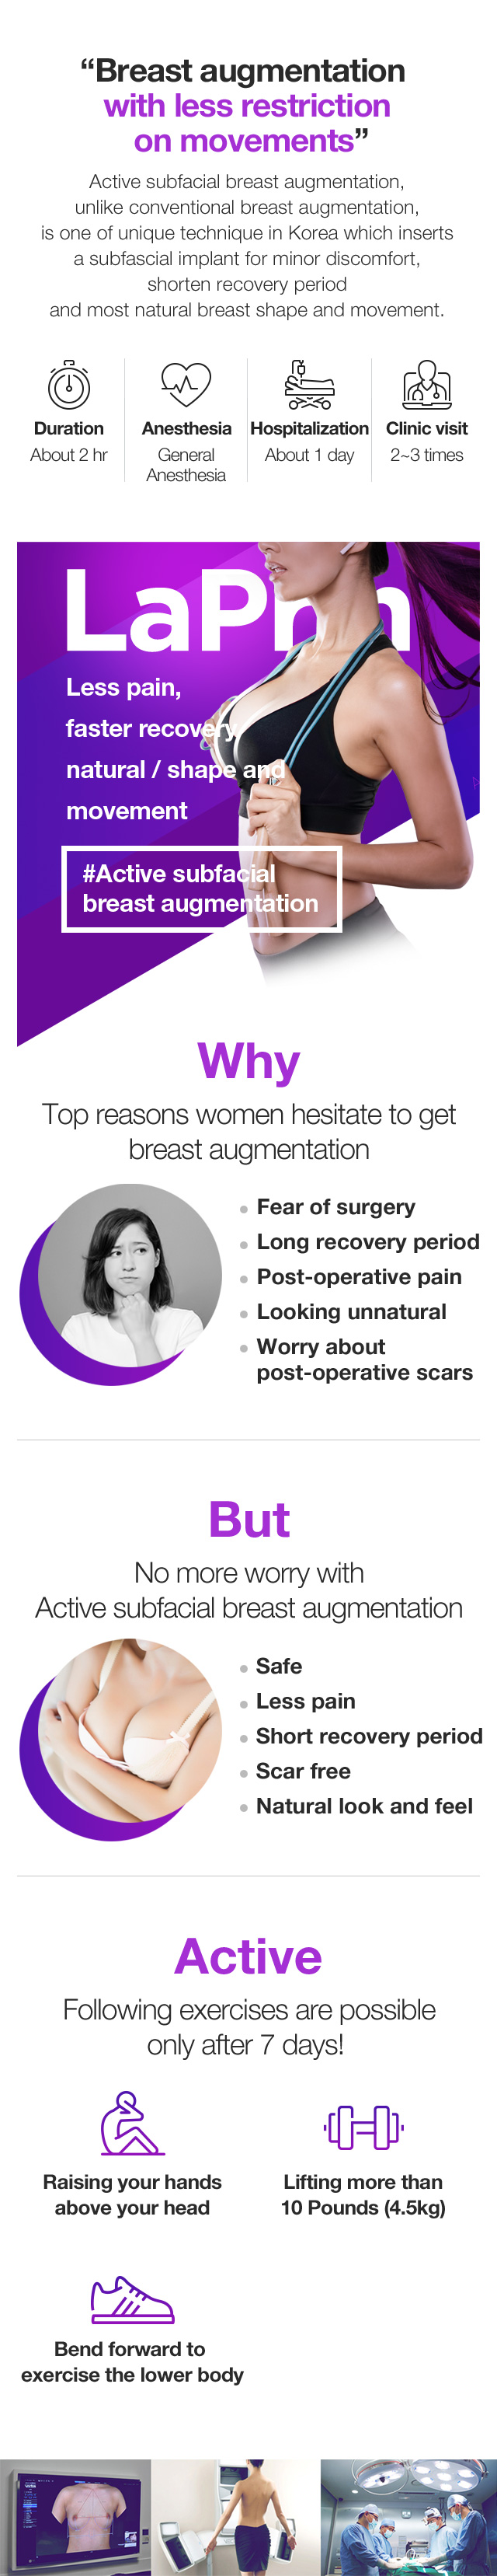 “Breast augmentation
with less restriction
on movements”
Active subfacial breast augmentation,
unlike conventional breast augmentation,
is one of unique technique in Korea which inserts
a subfascial implant for minor discomfort,
shorten recovery period
and most natural breast shape and movement.
Duration
About 2 hr
Anesthesia
General
Anesthesia
Hospitalization
About 1 day
Clinic visit
2~3 times
Less pain,
faster recovery
natural / shape and
movement
#Active subfacial
breast augmentation
Why
Top reasons women hesitate to get
breast augmentation
Fear of surgery
Long recovery period
Post-operative pain
Looking unnatural
Worry about
post-operative scars
But
No more worry with
Active subfacial breast augmentation
Safe
Less pain
Short recovery period
Scar free
Natural look and feel
Active
Following exercises are possible
only after 7 days!
Raising your hands
above your head
Lifting more than
10 Pounds (4.5kg)
Bend forward to
exercise the lower body